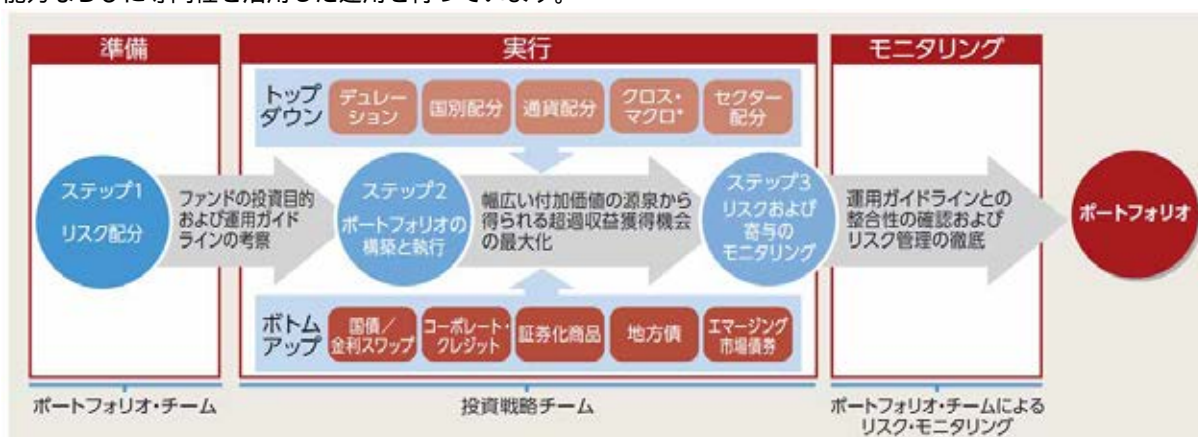 準備
実行
モニタリング
トップ
ダウン
デュレー
ション
国別配分
通貨配分
クロス・
マクロ*
セクター
配分
ステップ1
リスク配分
ファンドの投資目的
および運用ガイド
ラインの考察
ステップ2
ポートフォリオの
構築と執行
幅広い付加価値の源泉から
得られる超過収益獲得機会
の最大化
ステップ3
リスクおよび
寄与の
モニタリング
運用ガイドラインとの
整合性の確認および
リスク管理の徹底
ポートフォリオ
ボトム
アップ
国債/
金利スワップ
コーポレート・
クレジット
証券化商品
地方債
エマージング
市場債券
ポートフォリオ・チーム
投資戦略チーム
ポートフォリオ・チームによる
リスク・モニタリング